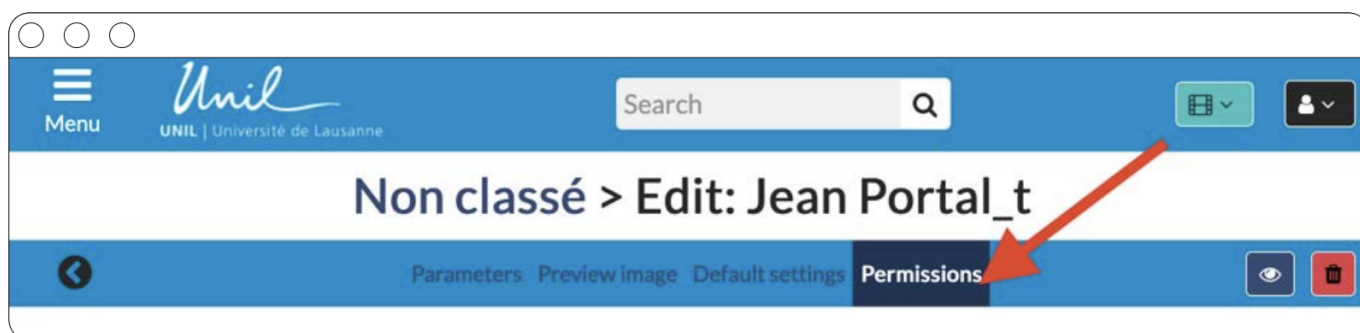 Unil
Menu
UNIL | Université de Lausanne
Search
Non classé > Edit: Jean Portal_t
Parameters Preview image Default settings Permissions